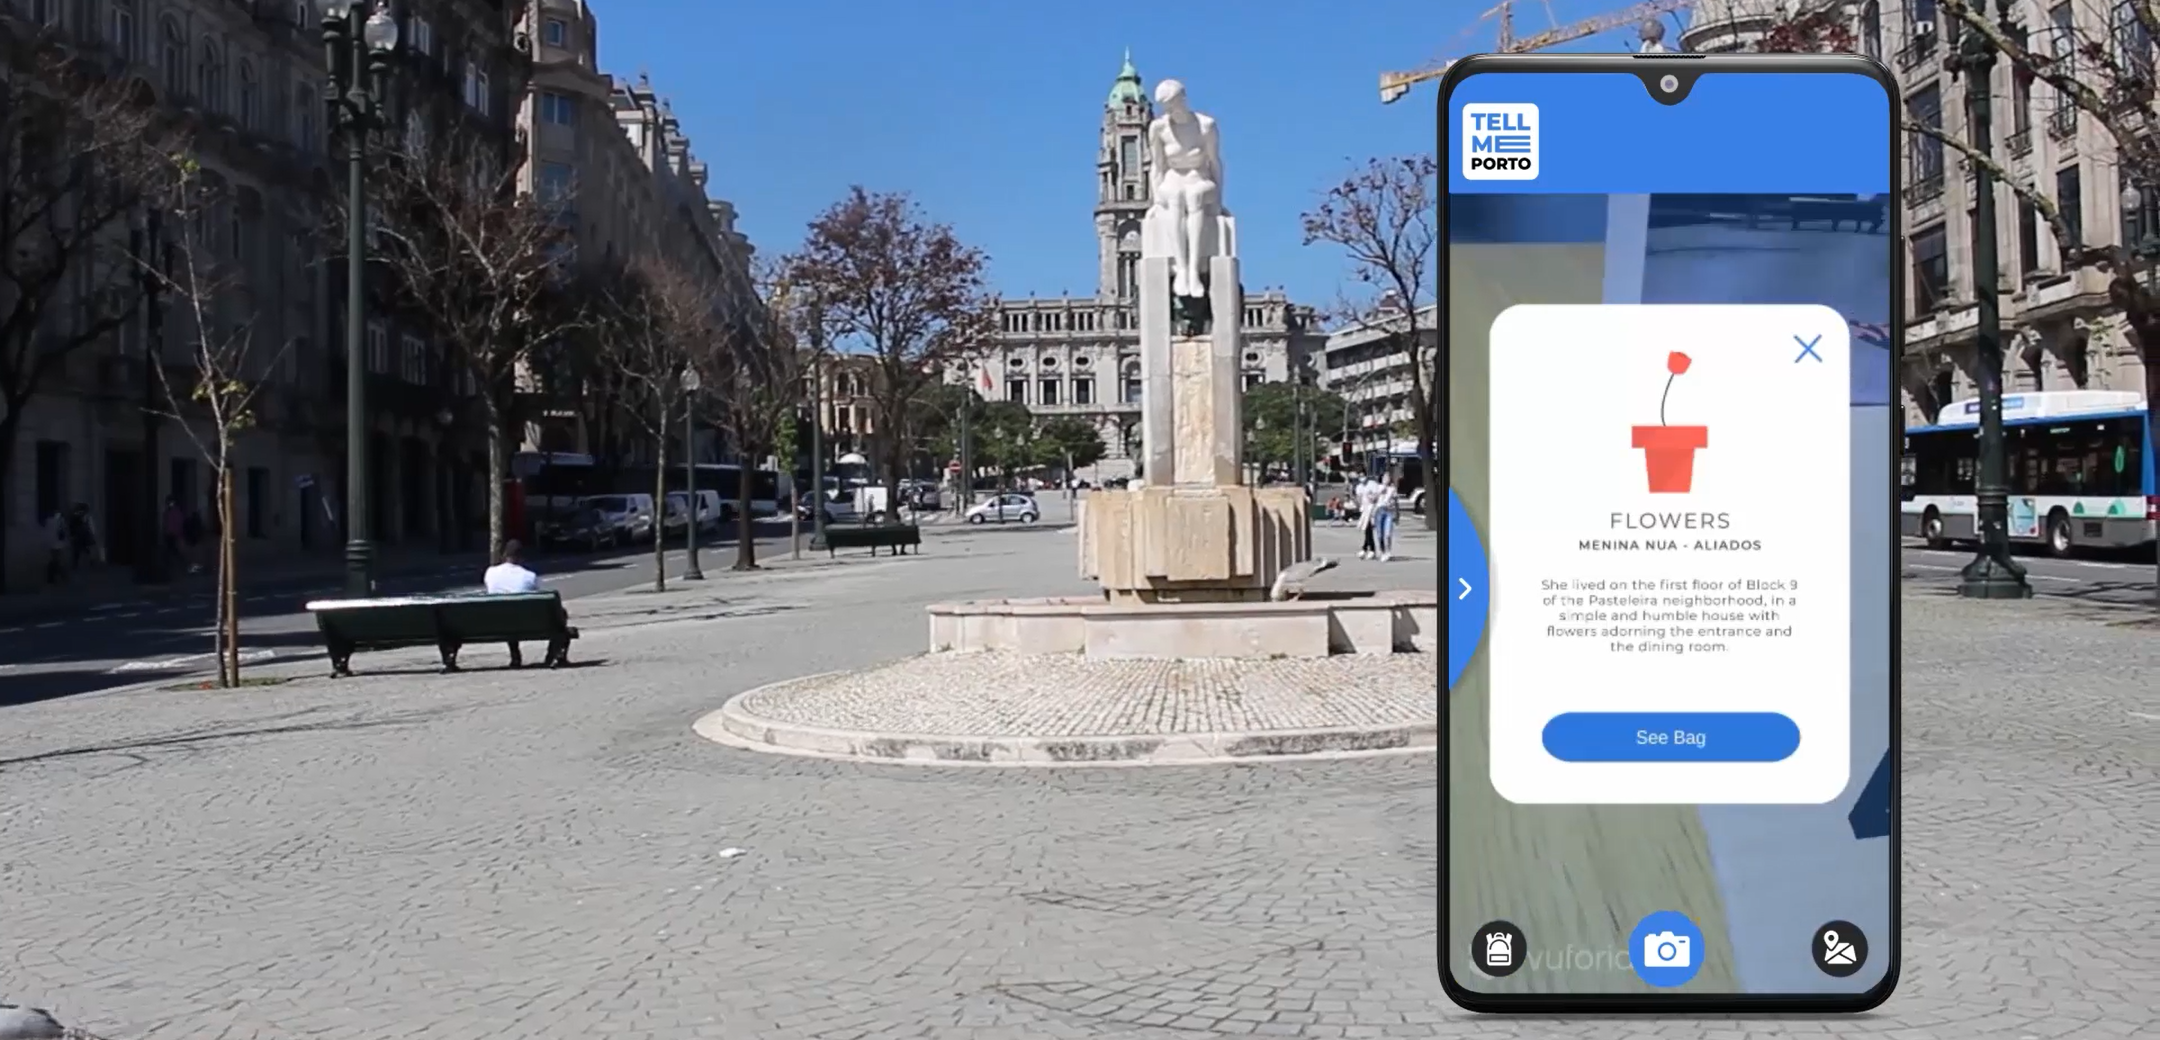 TELL
ME
PORTO
FLOWERS
MENINA NUA - ALIADOS
She lived on the first floor of Block 9
of the Pasteleira neighborhood, in a
simple and humble house with
flowers adorning the entrance and
the dining room.
See Bag
vuforia